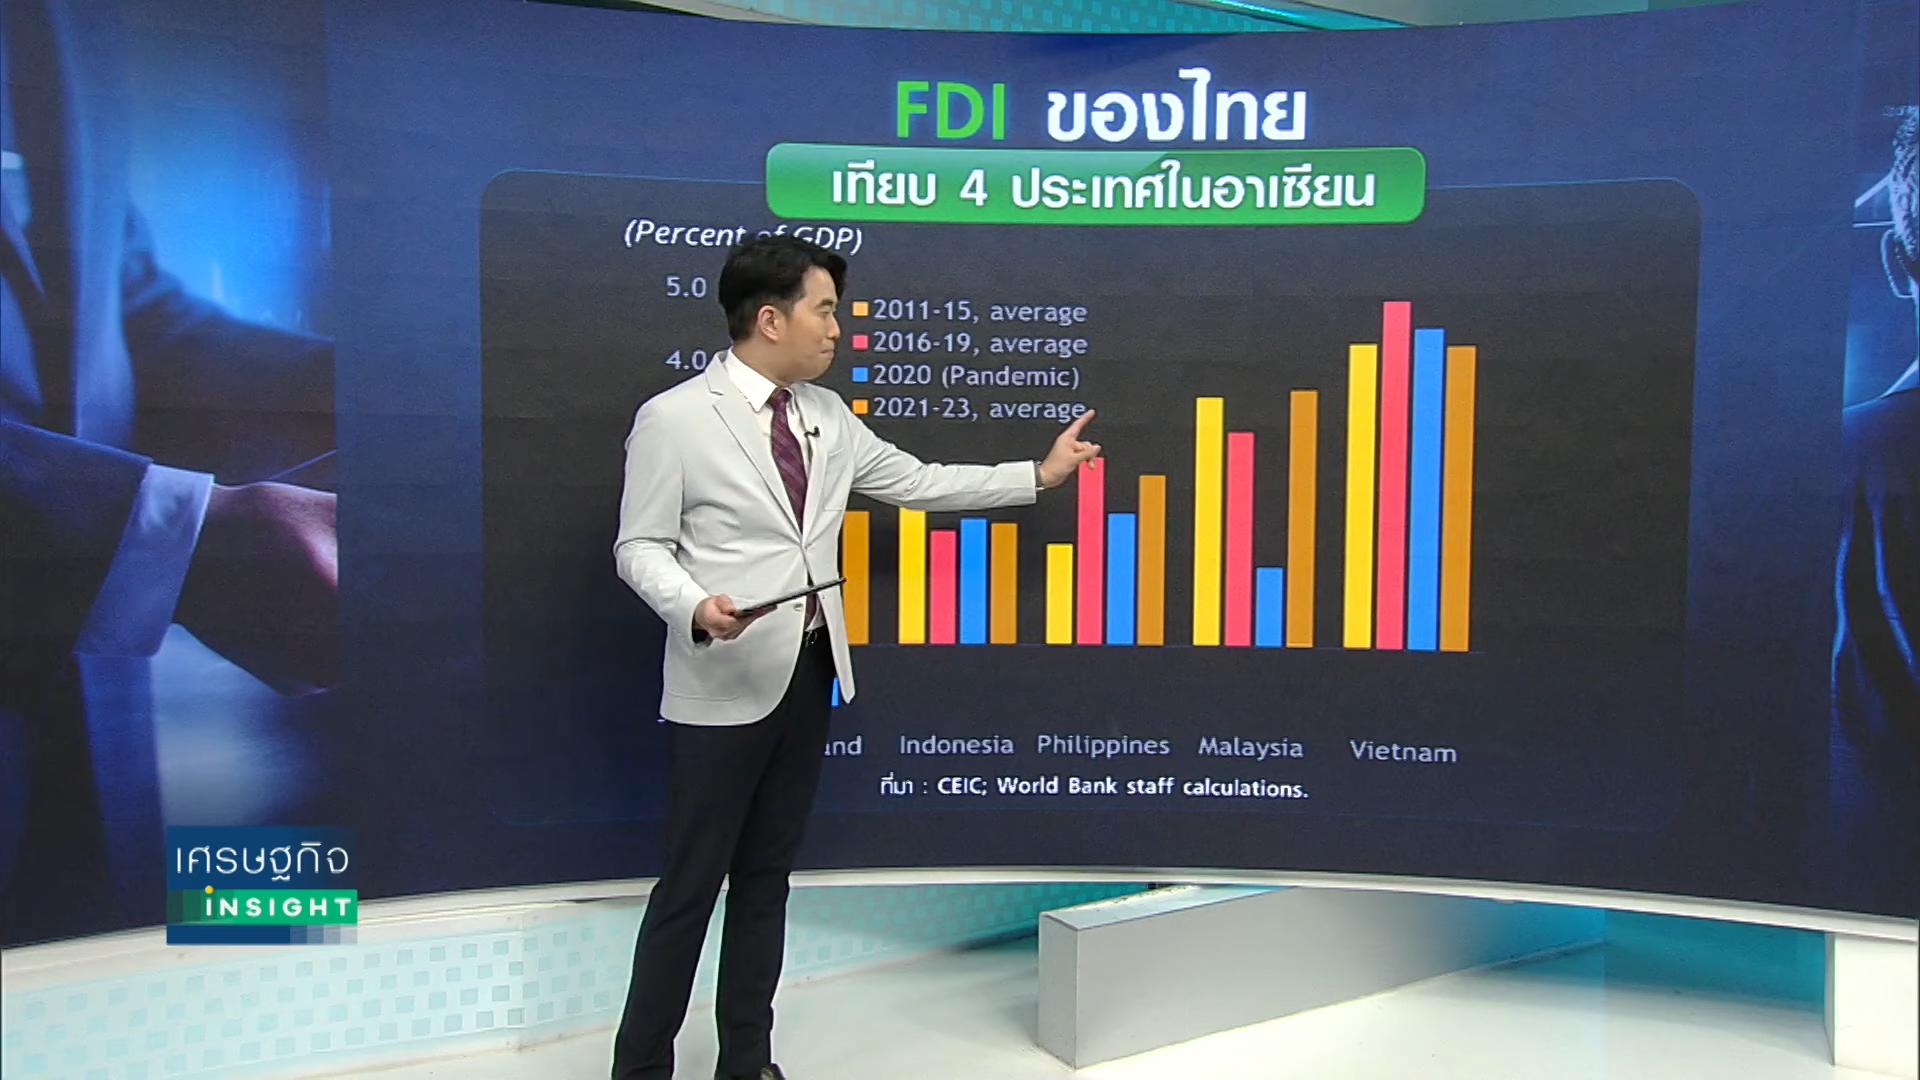 FDI ของไทย
เทียบ 4 ประเทศในอาเซียน
(Percent of GDP)
5.0
4.0
2011-15, average
2016-19, average
2020 (Pandemic)
2021-23, average
Indonesia
Philippines
Malaysia
Vietnam
ที่มา : CEIC; World Bank staff calculations.
เศรษฐกิจ
INSIGHT